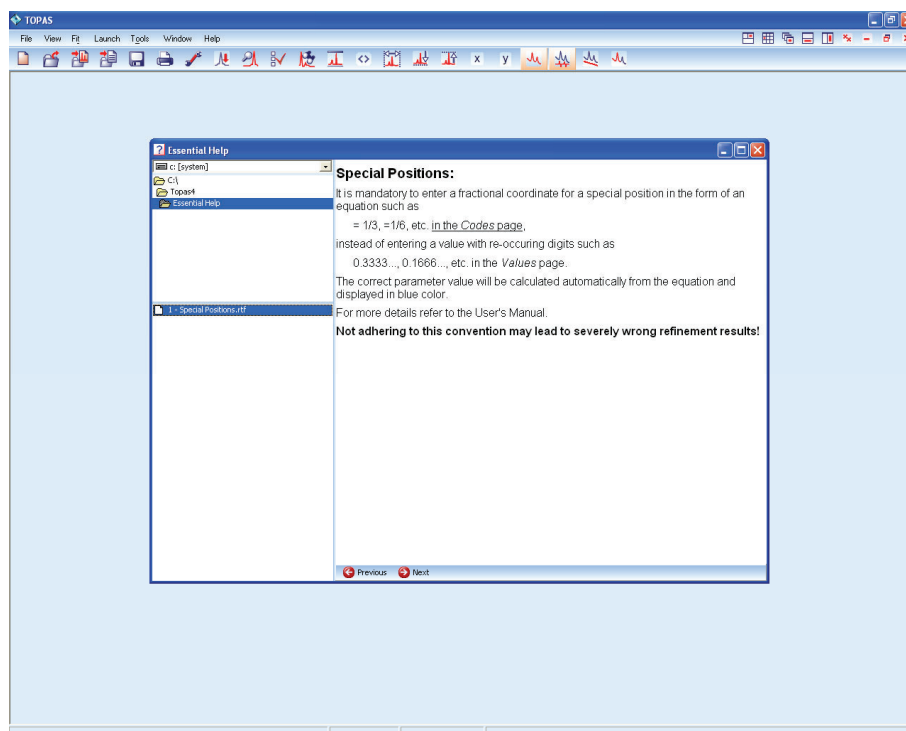 TOPAS
File View Fit Launch Tools Window Help
x y
Essential Help
c: [system]
C:\
Topas4
Essential Help
1 - Special Positions.rtf
Special Positions:
It is mandatory to enter a fractional coordinate for a special position in the form of an
equation such as
= 1/3, =1/6, etc. in the Codes page,
instead of entering a value with re-occuring digits such as
0.3333..., 0.1666..., etc. in the Values page.
The correct parameter value will be calculated automatically from the equation and
displayed in blue color.
For more details refer to the User's Manual.
Not adhering to this convention may lead to severely wrong refinement results!
Previous Next